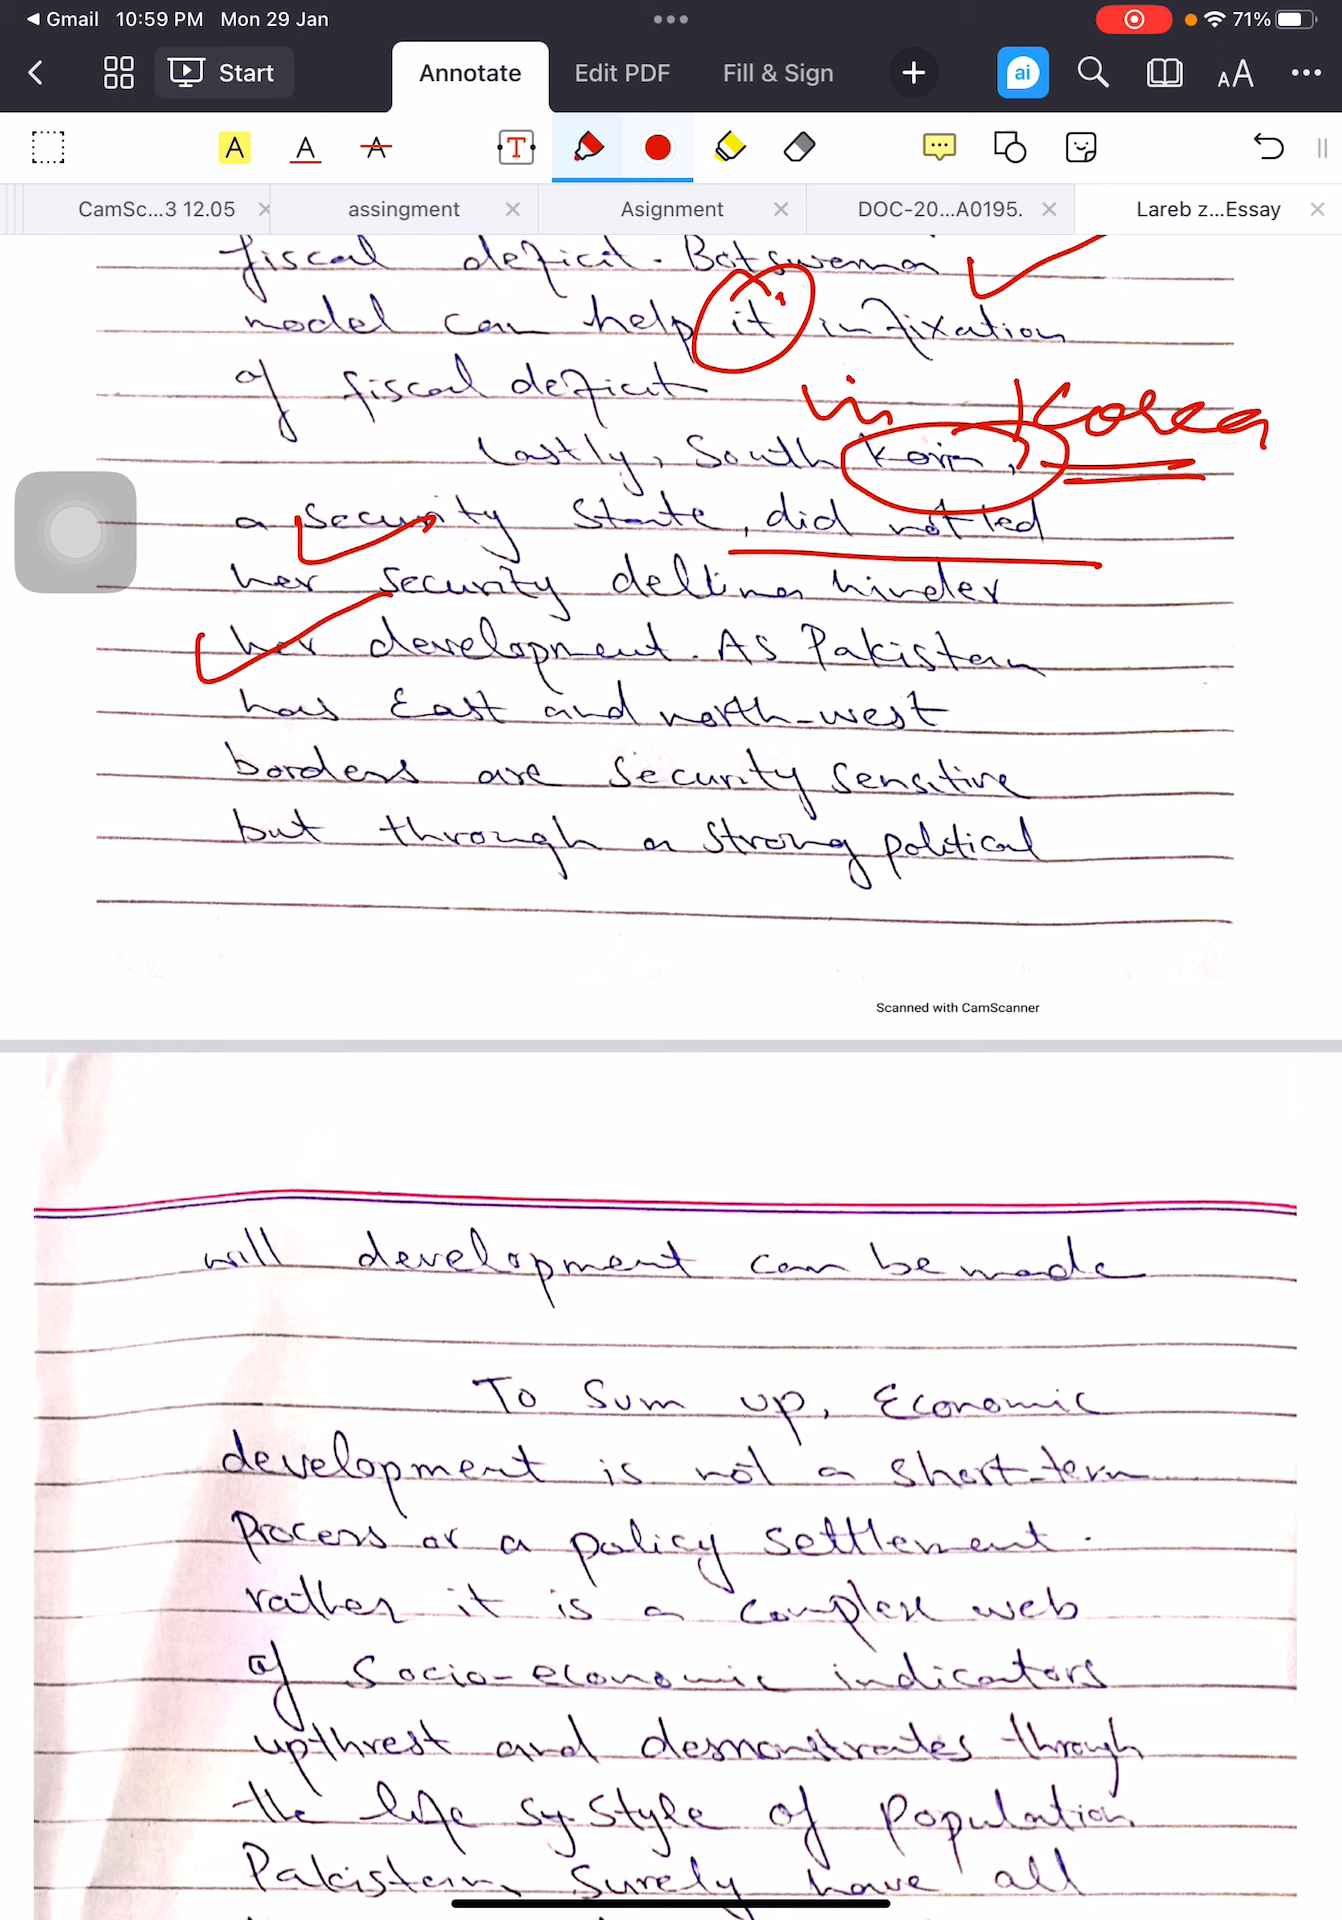 Gmail 10:59 PM Mon 29 Jan 71%
Start Annotate Edit PDF Fill & Sign ai AA
A A A T
CamSc...3 12.05 assingment Asignment DOC-20...A0195. Lareb z...Essay
fiscal deficit. Botswana
model can help it in fixation
of fiscal deficit
in Korea
Lastly, South Koria,
a security state, did not led
her security hinder
her development. As Pakistan
has East and north-west
borders are security sensitive
but through a strong political
Scanned with CamScanner
will development can be made
To sum up, Economic
development is not a short-term
process or a policy settlement.
rather it is a complex web
of Socio-economic indicators
upthrest and demonstrates through
the life systyle of population
Pakistan surely have all